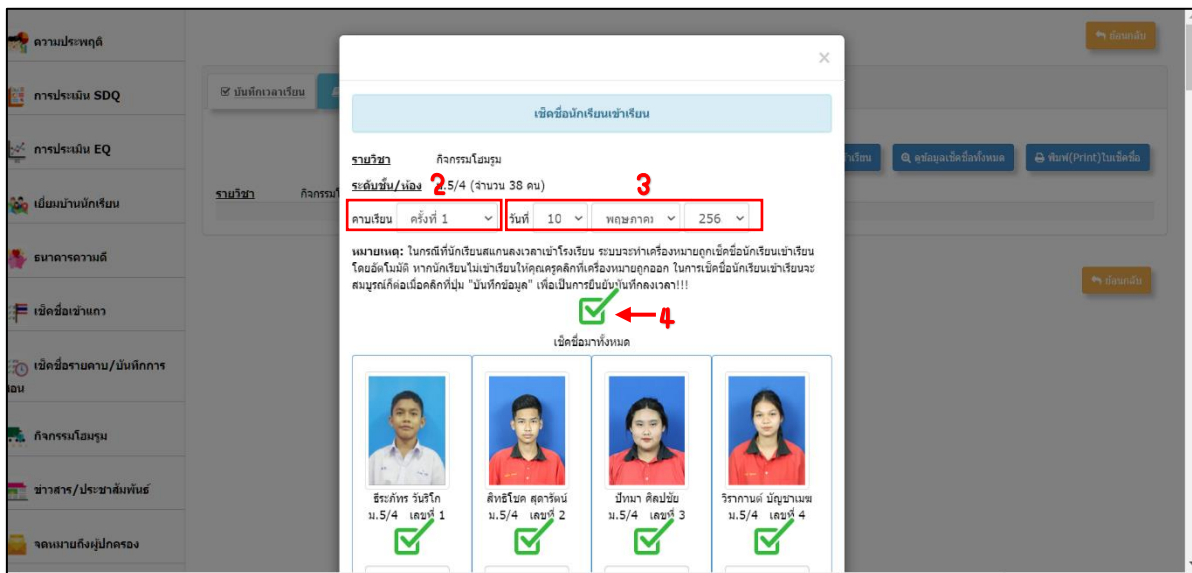 ความประพฤติ
การประเมิน SDQ
การประเมิน EQ
เยี่ยมบ้านนักเรียน
ธนาคารความดี
เช็คชื่อเข้าแถว
เช็คชื่อรายคาบ/บันทึกการ
สอน
กิจกรรมโฮมรูม
ข่าวสาร/ประชาสัมพันธ์
จดหมายถึงผู้ปกครอง
ย้อนกลับ
บันทึกเวลาเรียน
ดูข้อมูลเช็คชื่อทั้งหมด
พิมพ์(Print)ใบเช็คชื่อ
รายวิชา
ย้อนกลับ
×
เช็คชื่อนักเรียนเข้าเรียน
รายวิชา กิจกรรมโฮมรูม
ระดับชั้น/ห้อง ม.5/4 (จำนวน 38 คน)
2 3
คาบเรียน ครั้งที่ 1 วันที่ 10 พฤษภาคม 256
หมายเหตุ: ในกรณีที่นักเรียนสแกนลงเวลาเข้าโรงเรียน ระบบจะทำเครื่องหมายถูกเช็คชื่อนักเรียนเข้าเรียน
โดยอัตโนมัติ หากนักเรียนไม่เข้าเรียนให้คุณครูคลิกที่เครื่องหมายถูกออก ในการเช็คชื่อนักเรียนเข้าเรียนจะ
สมบูรณ์ก็ต่อเมื่อคลิกที่ปุ่ม "บันทึกข้อมูล" เพื่อเป็นการยืนยันบันทึกลงเวลา!!!
4
เช็คชื่อมาทั้งหมด
ธีระภัทร วันริโก
ม.5/4 เลขที่ 1
สิทธิโชค สุดารัตน์
ม.5/4 เลขที่ 2
ปัทมา ศิลปชัย
ม.5/4 เลขที่ 3
วิรากานต์ บัญชาเมฆ
ม.5/4 เลขที่ 4